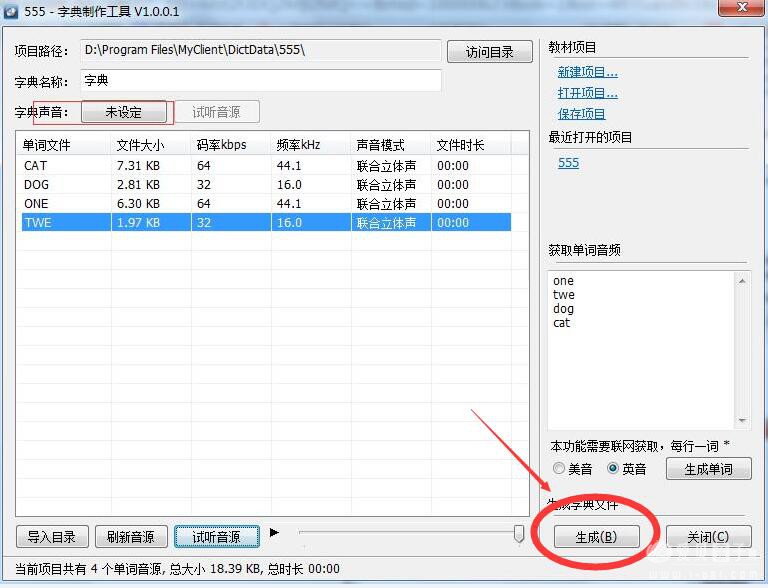 555 - 字典制作工具 V1.0.0.1
项目路径: D:\Program Files\MyClient\DictData\555\ 访问目录
字典名称: 字典
字典声音: 未设定 试听音源
单词文件 文件大小 码率kbps 频率kHz 声音模式 文件时长
CAT 7.31 KB 64 44.1 联合立体声 00:00
DOG 2.81 KB 32 16.0 联合立体声 00:00
ONE 6.30 KB 64 44.1 联合立体声 00:00
TWE 1.97 KB 32 16.0 联合立体声 00:00
导入目录 刷新音源 试听音源
当前项目共有 4 个单词音源, 总大小 18.39 KB, 总时长 00:00
教材项目
新建项目...
打开项目...
保存项目
最近打开的项目
555
获取单词音频
one
twe
dog
cat
本功能需要联网获取，每行一词 *
美音 英音 生成单词
生成字典文件
生成(B) 关闭(C)